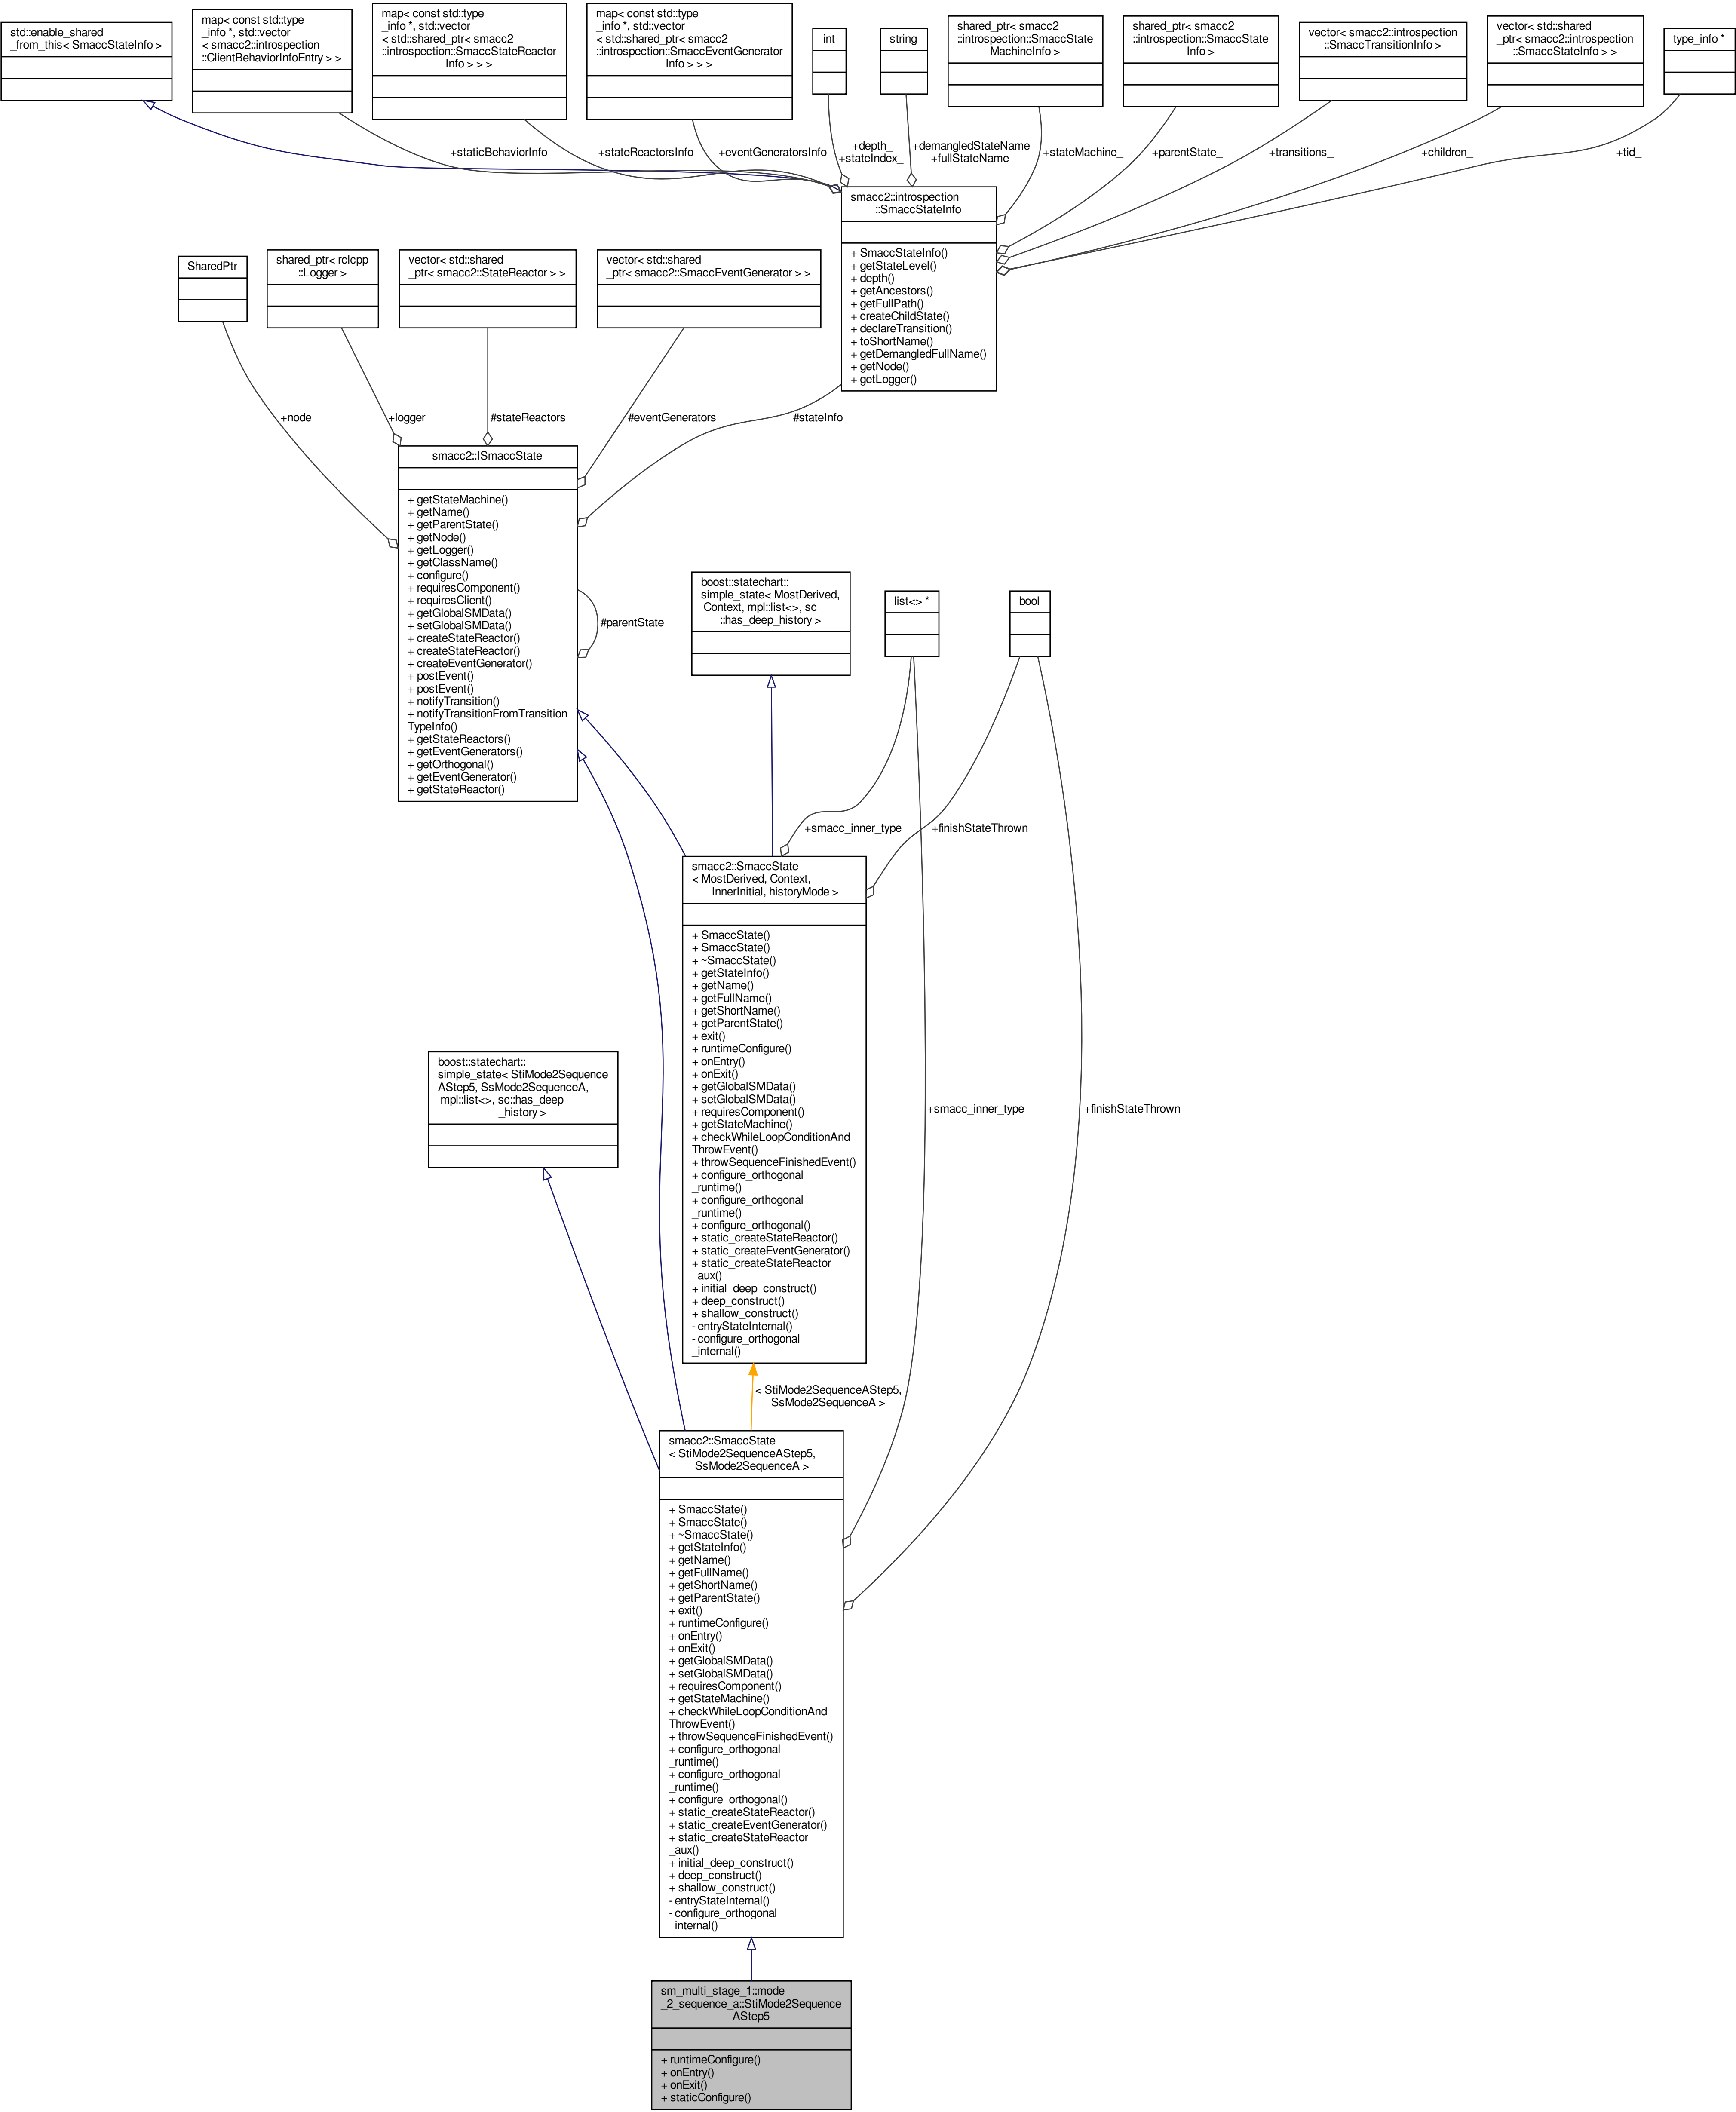 std::enable_shared
_from_this< SmaccStateInfo >
map< const std::type
_info *, std::vector
< smacc2::introspection
::ClientBehaviorInfoEntry > >
map< const std::type
_info *, std::vector
< std::shared_ptr< smacc2
::introspection::SmaccStateReactor
Info > > >
map< const std::type
_info *, std::vector
< std::shared_ptr< smacc2
::introspection::SmaccEventGenerator
Info > > >
int
string
shared_ptr< smacc2
::introspection::SmaccState
MachineInfo >
shared_ptr< smacc2
::introspection::SmaccState
Info >
vector< smacc2::introspection
::SmaccTransitionInfo >
vector< std::shared
_ptr< smacc2::introspection
::SmaccStateInfo > >
type_info *
+staticBehaviorInfo
+stateReactorsInfo
+eventGeneratorsInfo
+depth_
+stateIndex_
+demangledStateName
+fullStateName
+stateMachine_
+parentState_
+transitions_
+children_
+tid_
smacc2::introspection
::SmaccStateInfo
+ SmaccStateInfo()
+ getStateLevel()
+ depth()
+ getAncestors()
+ getFullPath()
+ createChildState()
+ declareTransition()
+ toShortName()
+ getDemangledFullName()
+ getNode()
+ getLogger()
SharedPtr
shared_ptr< rclcpp
::Logger >
vector< std::shared
_ptr< smacc2::StateReactor > >
vector< std::shared
_ptr< smacc2::SmaccEventGenerator > >
+node_
+logger_
#stateReactors_
#eventGenerators_
#stateInfo_
smacc2::ISmaccState
+ getStateMachine()
+ getName()
+ getParentState()
+ getNode()
+ getLogger()
+ getClassName()
+ configure()
+ requiresComponent()
+ requiresClient()
+ getGlobalSMData()
+ setGlobalSMData()
+ createStateReactor()
+ createStateReactor()
+ createEventGenerator()
+ postEvent()
+ postEvent()
+ notifyTransition()
+ notifyTransitionFromTransition
TypeInfo()
+ getStateReactors()
+ getEventGenerators()
+ getOrthogonal()
+ getEventGenerator()
+ getStateReactor()
#parentState_
boost::statechart::
simple_state< MostDerived,
Context, mpl::list<>, sc
::has_deep_history >
list<> *
bool
+smacc_inner_type
+finishStateThrown
smacc2::SmaccState
< MostDerived, Context,
InnerInitial, historyMode >
+ SmaccState()
+ SmaccState()
+ ~SmaccState()
+ getStateInfo()
+ getName()
+ getFullName()
+ getShortName()
+ getParentState()
+ exit()
+ runtimeConfigure()
+ onEntry()
+ onExit()
+ getGlobalSMData()
+ setGlobalSMData()
+ requiresComponent()
+ getStateMachine()
+ checkWhileLoopConditionAnd
ThrowEvent()
+ throwSequenceFinishedEvent()
+ configure_orthogonal
_runtime()
+ configure_orthogonal
_runtime()
+ configure_orthogonal()
+ static_createStateReactor()
+ static_createEventGenerator()
+ static_createStateReactor
_aux()
+ initial_deep_construct()
+ deep_construct()
+ shallow_construct()
- entryStateInternal()
- configure_orthogonal
_internal()
boost::statechart::
simple_state< StiMode2Sequence
AStep5, SsMode2SequenceA,
mpl::list<>, sc::has_deep
_history >
+smacc_inner_type
+finishStateThrown
< StiMode2SequenceAStep5,
SsMode2SequenceA >
smacc2::SmaccState
< StiMode2SequenceAStep5,
SsMode2SequenceA >
+ SmaccState()
+ SmaccState()
+ ~SmaccState()
+ getStateInfo()
+ getName()
+ getFullName()
+ getShortName()
+ getParentState()
+ exit()
+ runtimeConfigure()
+ onEntry()
+ onExit()
+ getGlobalSMData()
+ setGlobalSMData()
+ requiresComponent()
+ getStateMachine()
+ checkWhileLoopConditionAnd
ThrowEvent()
+ throwSequenceFinishedEvent()
+ configure_orthogonal
_runtime()
+ configure_orthogonal
_runtime()
+ configure_orthogonal()
+ static_createStateReactor()
+ static_createEventGenerator()
+ static_createStateReactor
_aux()
+ initial_deep_construct()
+ deep_construct()
+ shallow_construct()
- entryStateInternal()
- configure_orthogonal
_internal()
sm_multi_stage_1::mode
_2_sequence_a::StiMode2Sequence
AStep5
+ runtimeConfigure()
+ onEntry()
+ onExit()
+ staticConfigure()